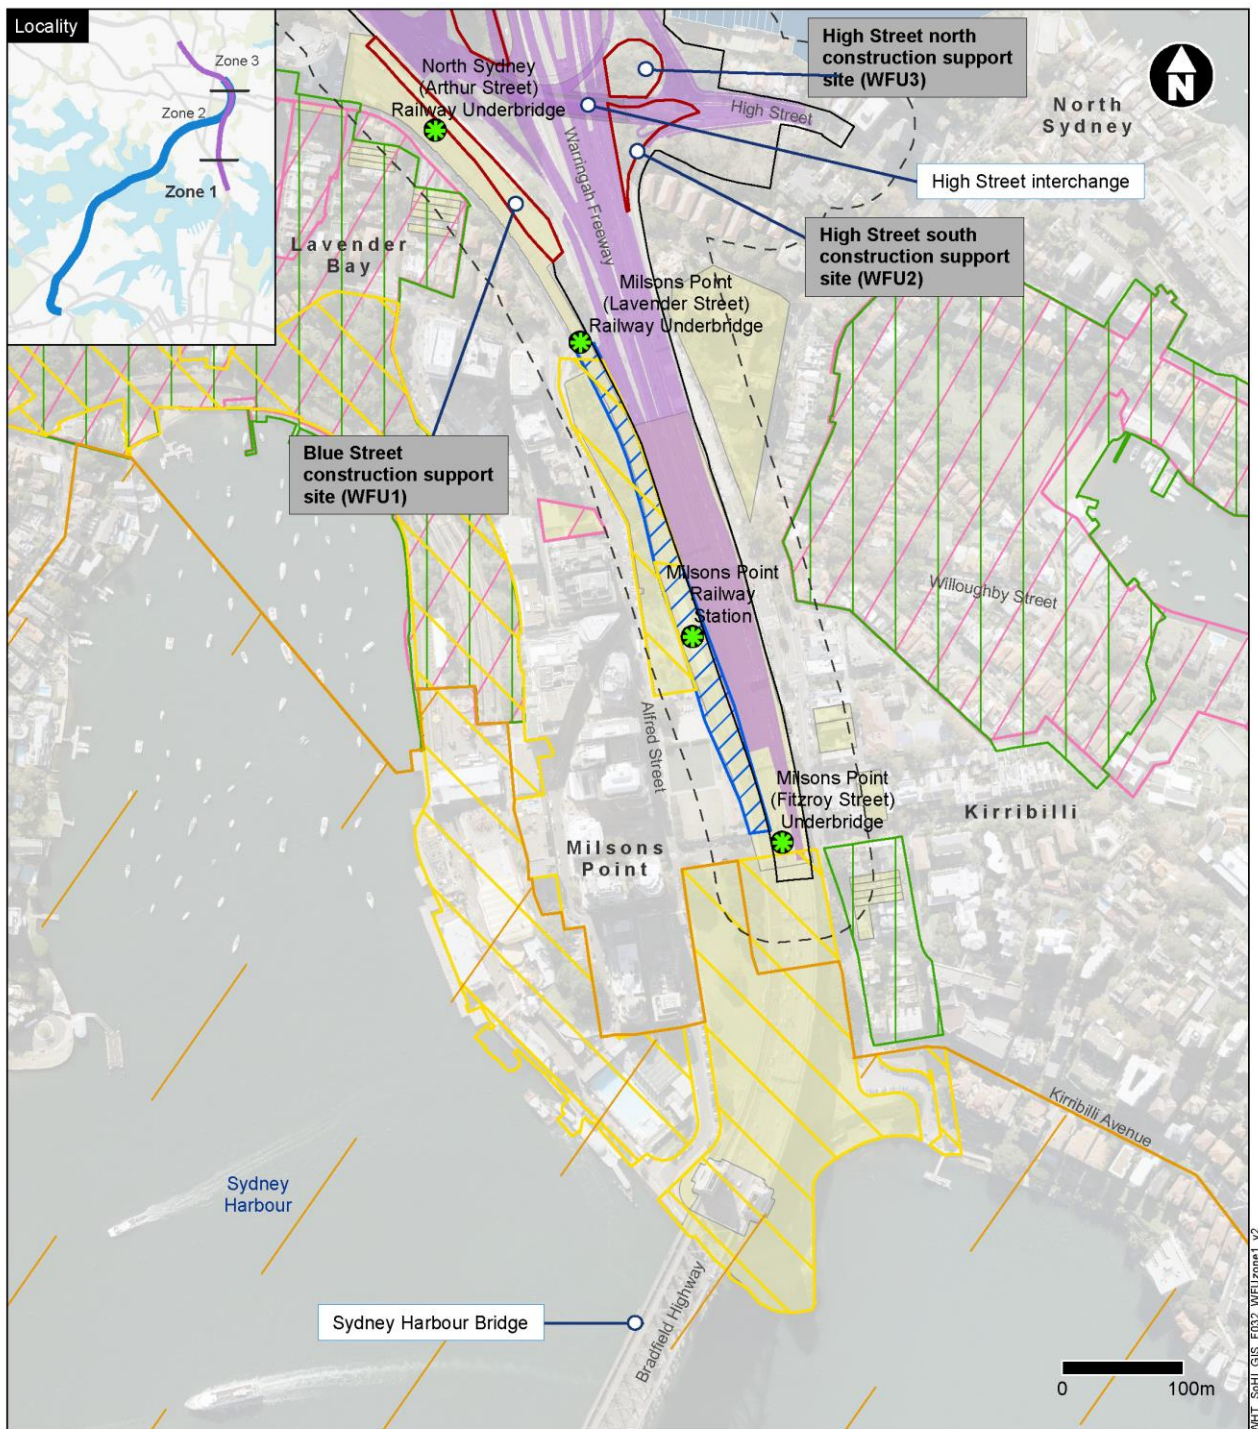 Locality
Zone 3
Zone 2
Zone 1
North Sydney
(Arthur Street)
Railway Underbridge
High Street north
construction support
site (WFU3)
N
High Street
North
Sydney
Warringah Freeway
High Street interchange
High Street south
construction support
site (WFU2)
Lavender
Bay
Milsons Point
(Lavender Street)
Railway Underbridge
Blue Street
construction support
site (WFU1)
Milsons Point
Railway
Station
Willoughby Street
Alfred Street
Milsons Point
(Fitzroy Street)
Underbridge
Kirribilli
Milsons
Point
Kirribilli Avenue
Sydney
Harbour
Bradfield Highway
Sydney Harbour Bridge
0 100m
WHT_SoHI_GIS_F032_WFUzone1_v2